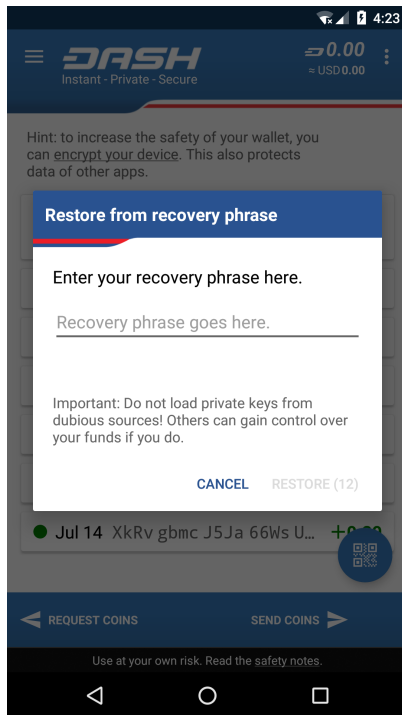 4:23
DASH
Instant - Private - Secure
0.00
≈ USD 0.00
Hint: to increase the safety of your wallet, you
can encrypt your device. This also protects
data of other apps.
Restore from recovery phrase
Enter your recovery phrase here.
Recovery phrase goes here.
Important: Do not load private keys from
dubious sources! Others can gain control over
your funds if you do.
CANCEL
RESTORE (12)
Jul 14 XkRv gbmc J5Ja 66Ws U...
REQUEST COINS
SEND COINS
Use at your own risk. Read the safety notes.